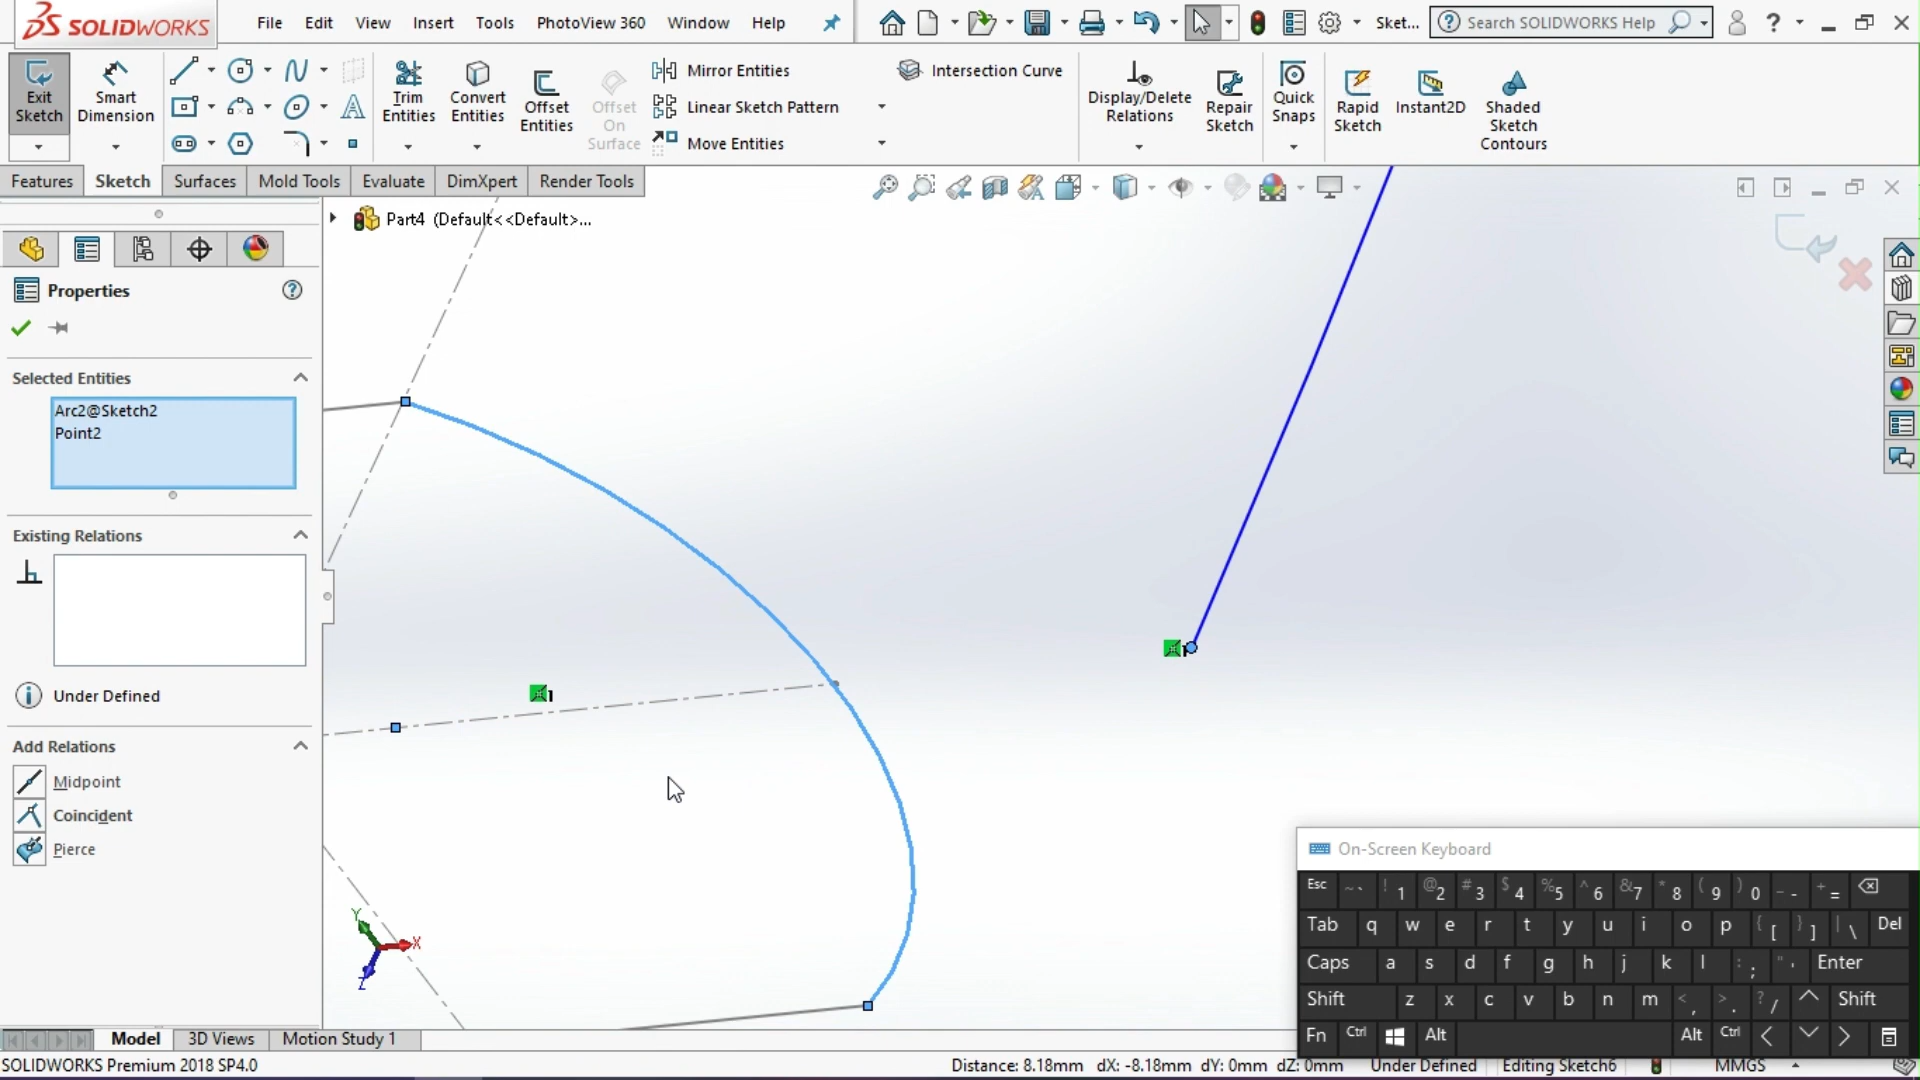 SOLIDWORKS
File Edit View Insert Tools PhotoView 360 Window Help
Sket...
Search SOLIDWORKS Help
?
Exit Sketch
Smart Dimension
Trim Entities
Convert Entities
Offset Entities
Offset On Surface
Mirror Entities
Linear Sketch Pattern
Move Entities
Intersection Curve
Display/Delete Relations
Repair Sketch
Quick Snaps
Rapid Sketch
Instant2D
Shaded Sketch Contours
Features Sketch Surfaces Mold Tools Evaluate DimXpert Render Tools
Part4 (Default<<Default>...
Properties
?
Selected Entities
Arc2@Sketch2
Point2
Existing Relations
Under Defined
Add Relations
Midpoint
Coincident
Pierce
1
1
Y
X
Z
On-Screen Keyboard
Esc ~ ` ! 1 @ 2 # 3 $ 4 % 5 ^ 6 & 7 * 8 ( 9 ) 0 - - + =
Tab q w e r t y u i o p { [ } ] | \ Del
Caps a s d f g h j k l : ; " ' Enter
Shift z x c v b n m < , > . ? / Shift
Fn Ctrl Alt Alt Ctrl
Model 3D Views Motion Study 1
SOLIDWORKS Premium 2018 SP4.0
Distance: 8.18mm dX: -8.18mm dY: 0mm dZ: 0mm Under Defined Editing Sketch6 MMGS